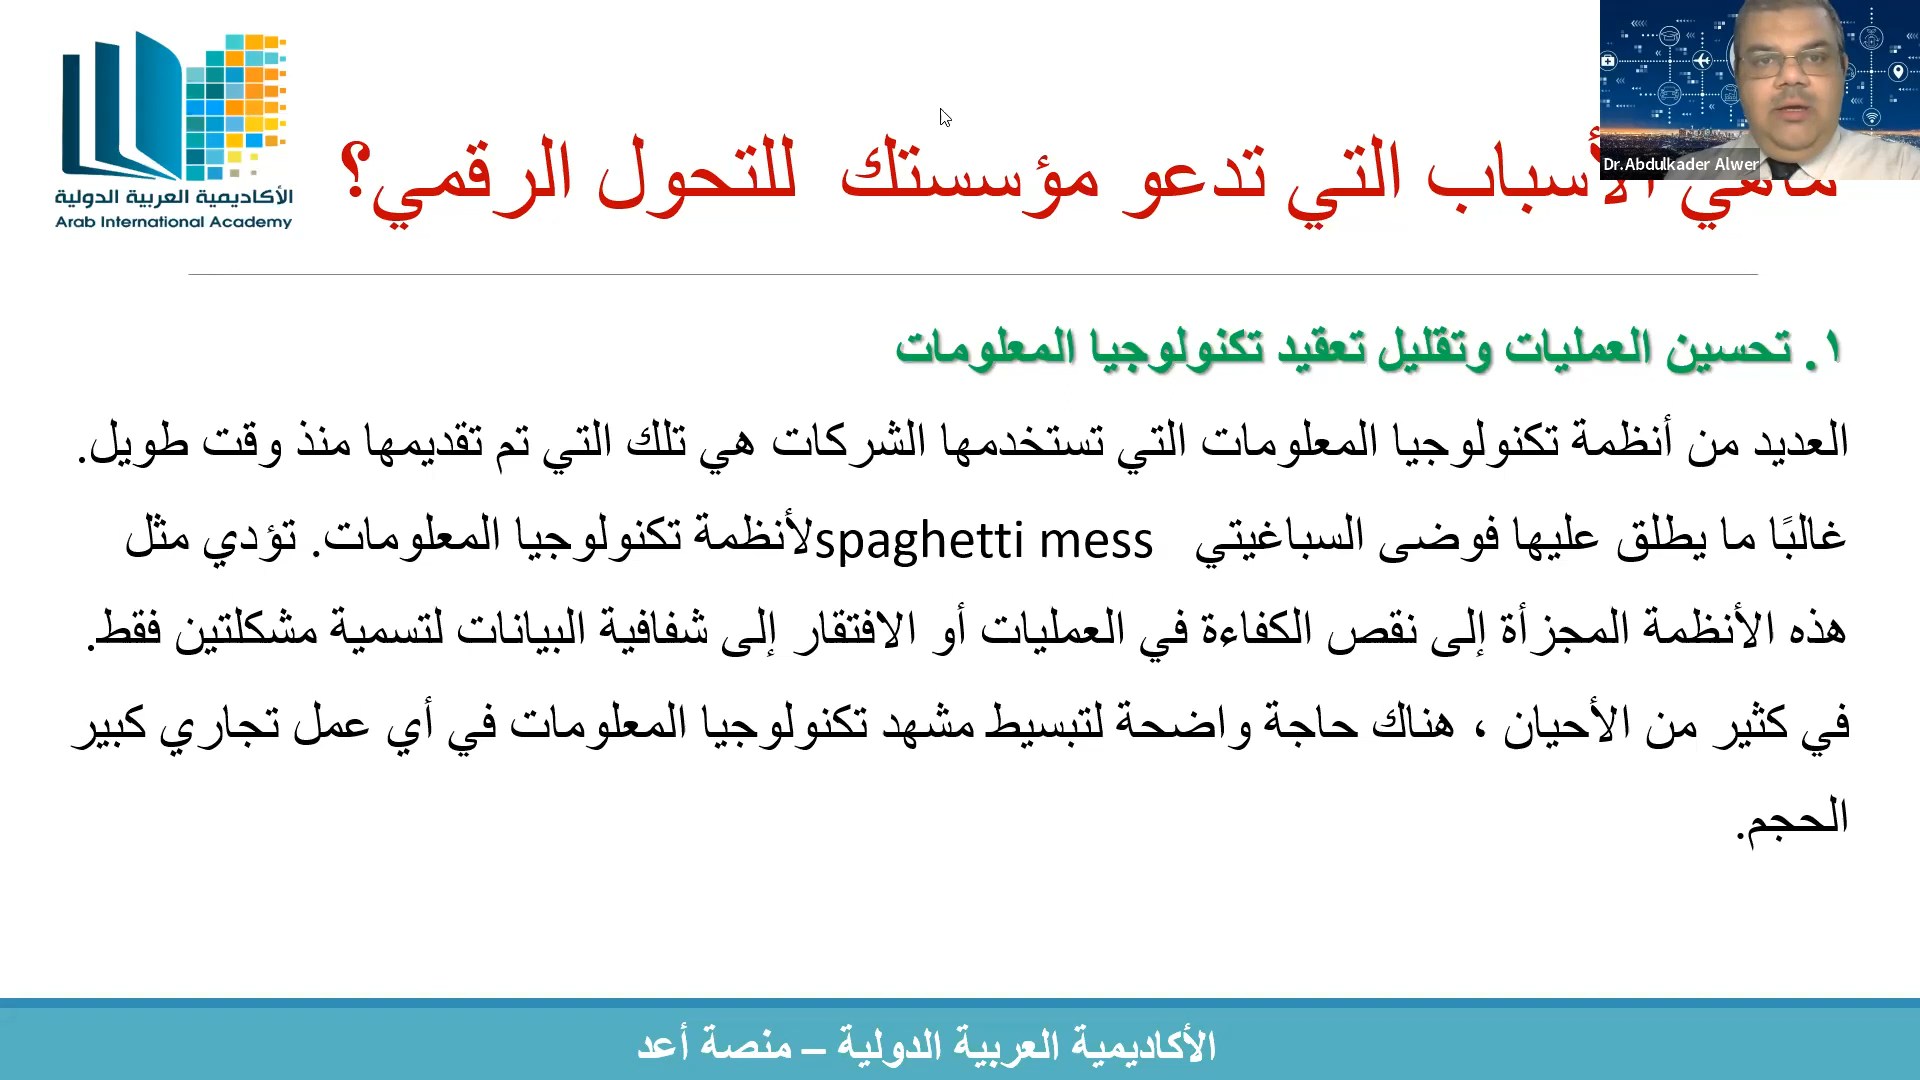 الأكاديمية العربية الدولية
Arab International Academy
Dr.Abdulkader Alwer
ماهي الأسباب التي تدعو مؤسستك للتحول الرقمي؟
١. تحسين العمليات وتقليل تعقيد تكنولوجيا المعلومات
العديد من أنظمة تكنولوجيا المعلومات التي تستخدمها الشركات هي تلك التي تم تقديمها منذ وقت طويل.
غالبًا ما يطلق عليها فوضى السباغيتي spaghetti mess لأنظمة تكنولوجيا المعلومات. تؤدي مثل
هذه الأنظمة المجزأة إلى نقص الكفاءة في العمليات أو الافتقار إلى شفافية البيانات لتسمية مشكلتين فقط.
في كثير من الأحيان ، هناك حاجة واضحة لتبسيط مشهد تكنولوجيا المعلومات في أي عمل تجاري كبير
الحجم.
الأكاديمية العربية الدولية – منصة أعد